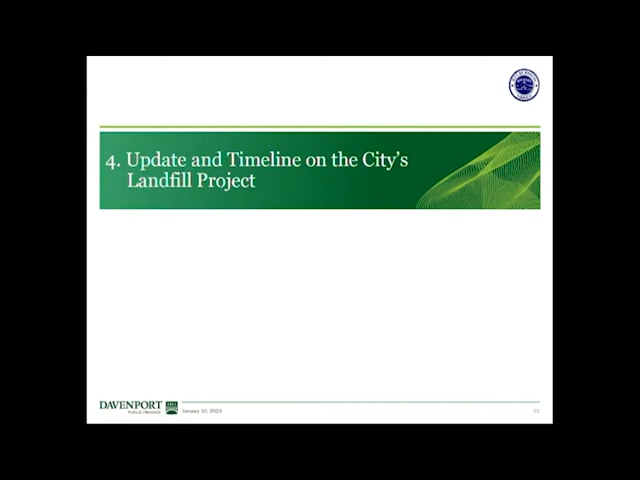 4. Update and Timeline on the City's
Landfill Project
DAVENPORT
PUBLIC FINANCE
January 10, 2023